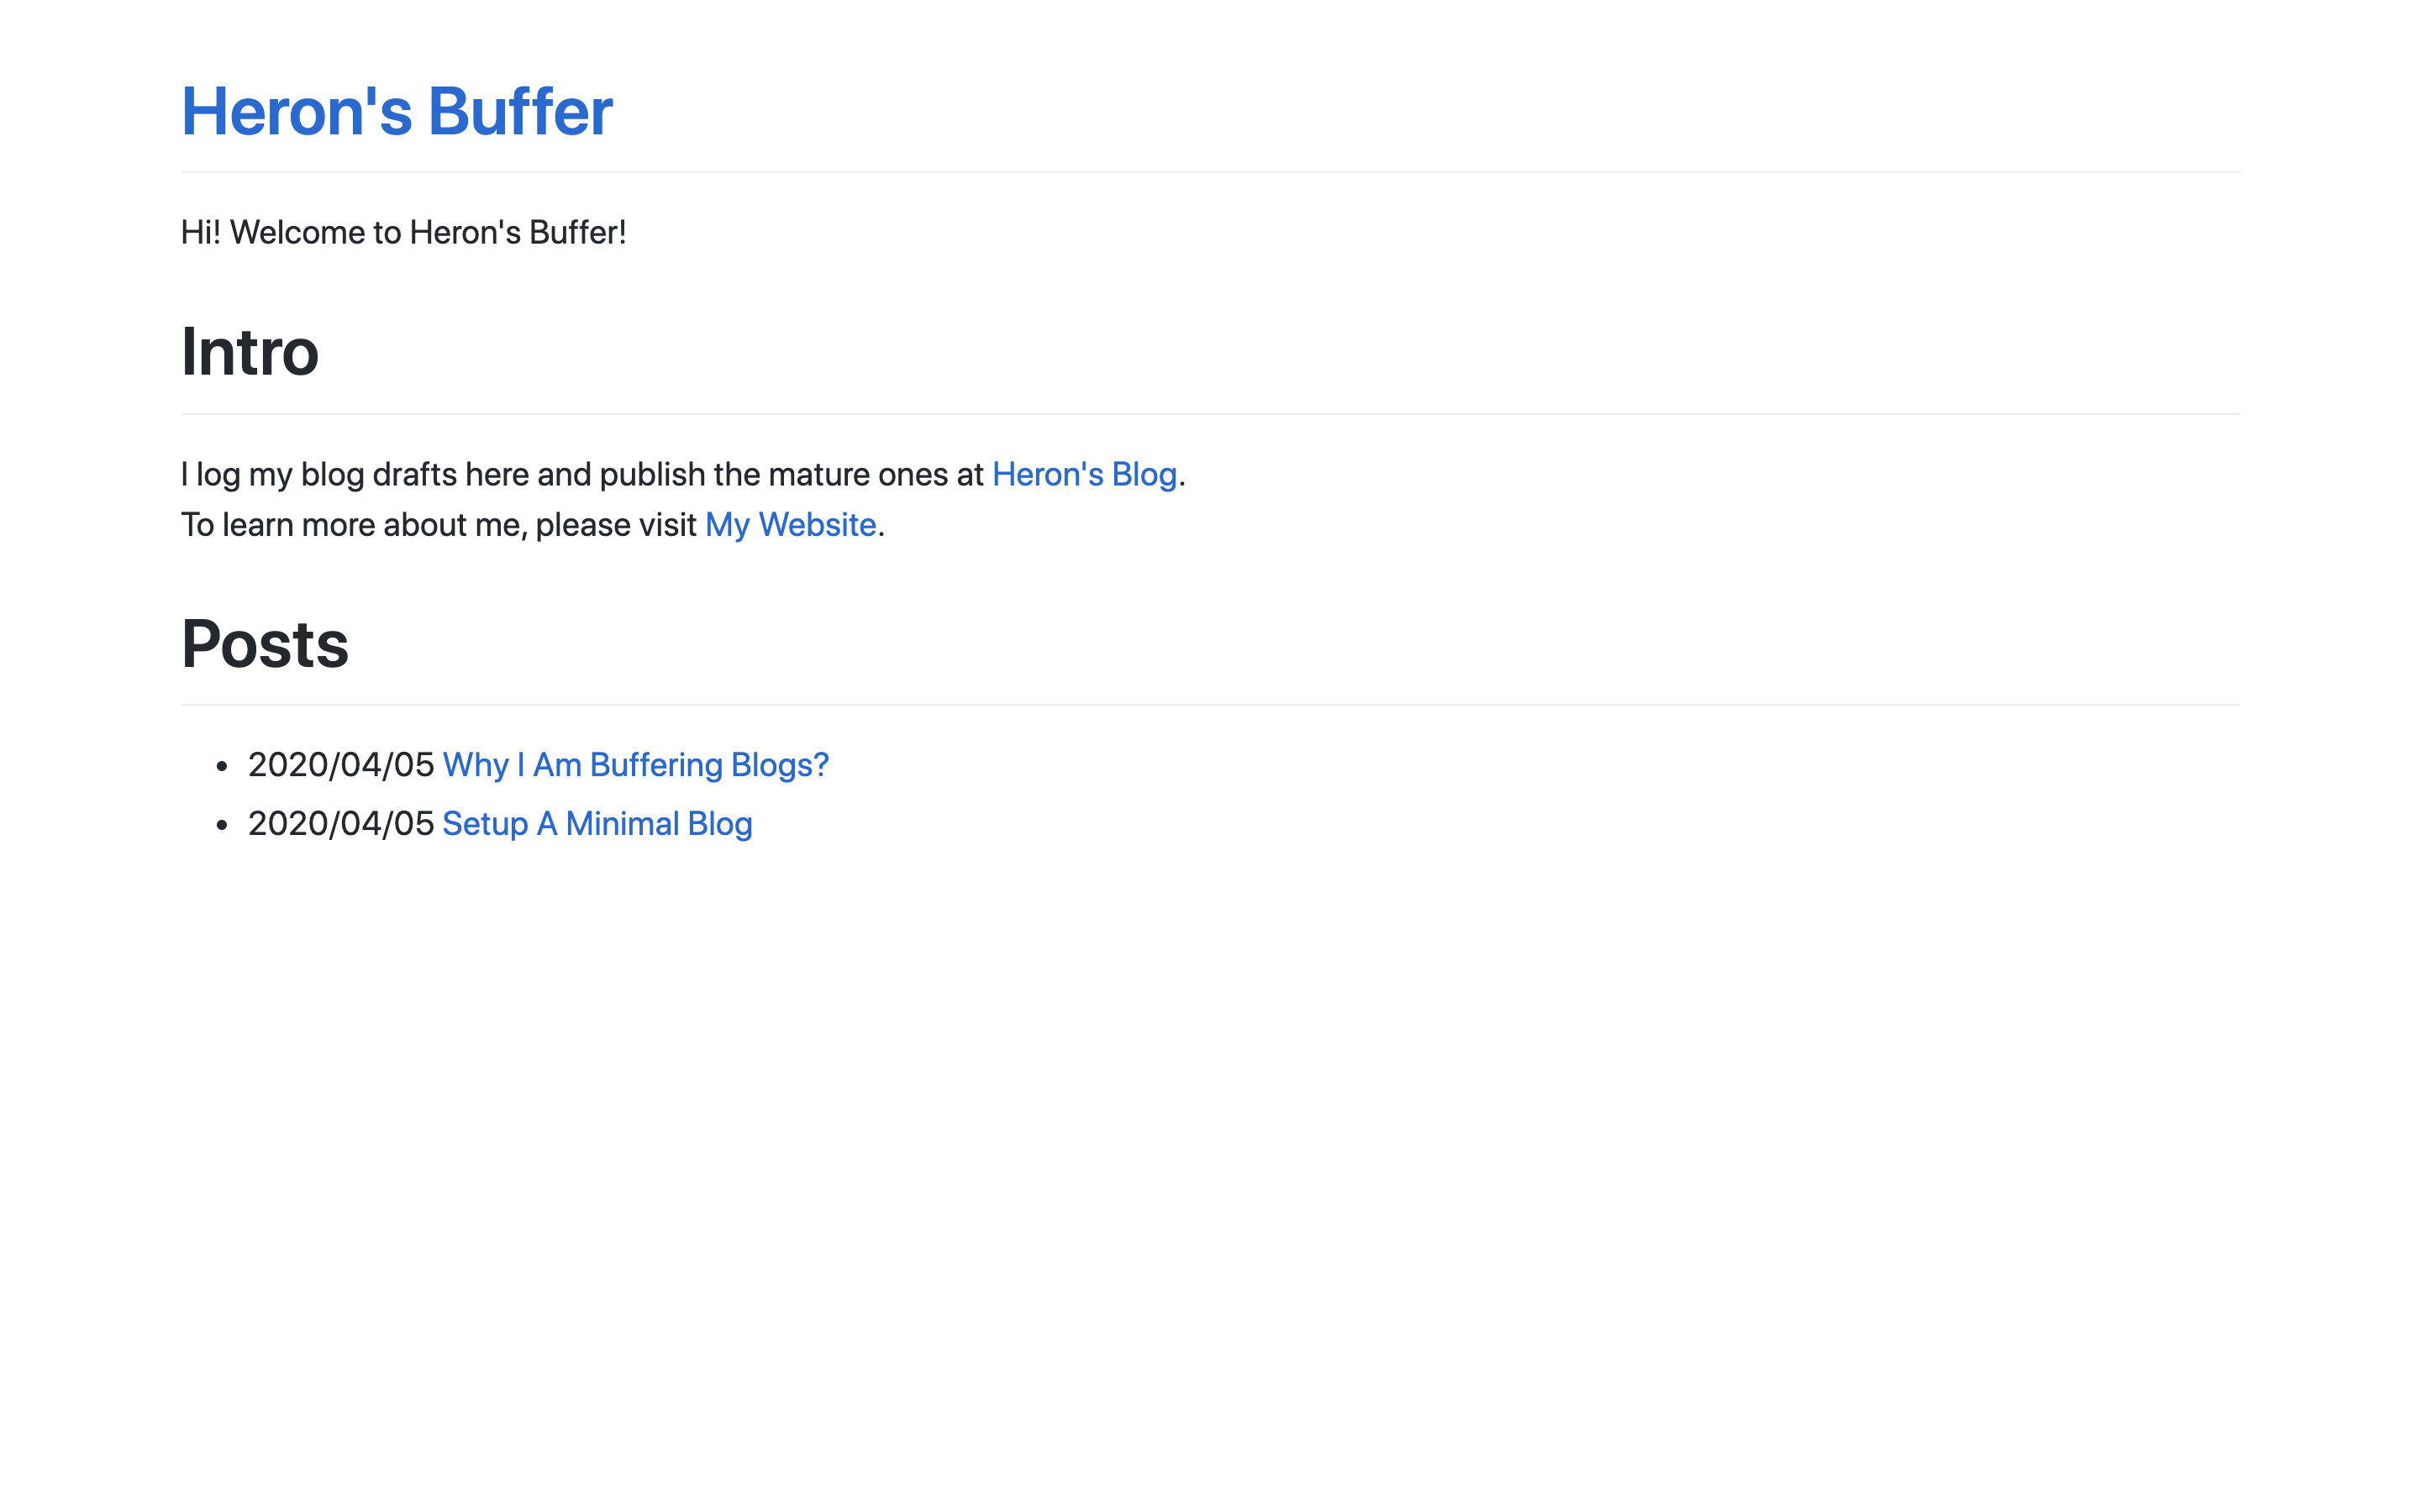 Heron's Buffer
Hi! Welcome to Heron's Buffer!
Intro
I log my blog drafts here and publish the mature ones at Heron's Blog.
To learn more about me, please visit My Website.
Posts
• 2020/04/05 Why I Am Buffering Blogs?
• 2020/04/05 Setup A Minimal Blog